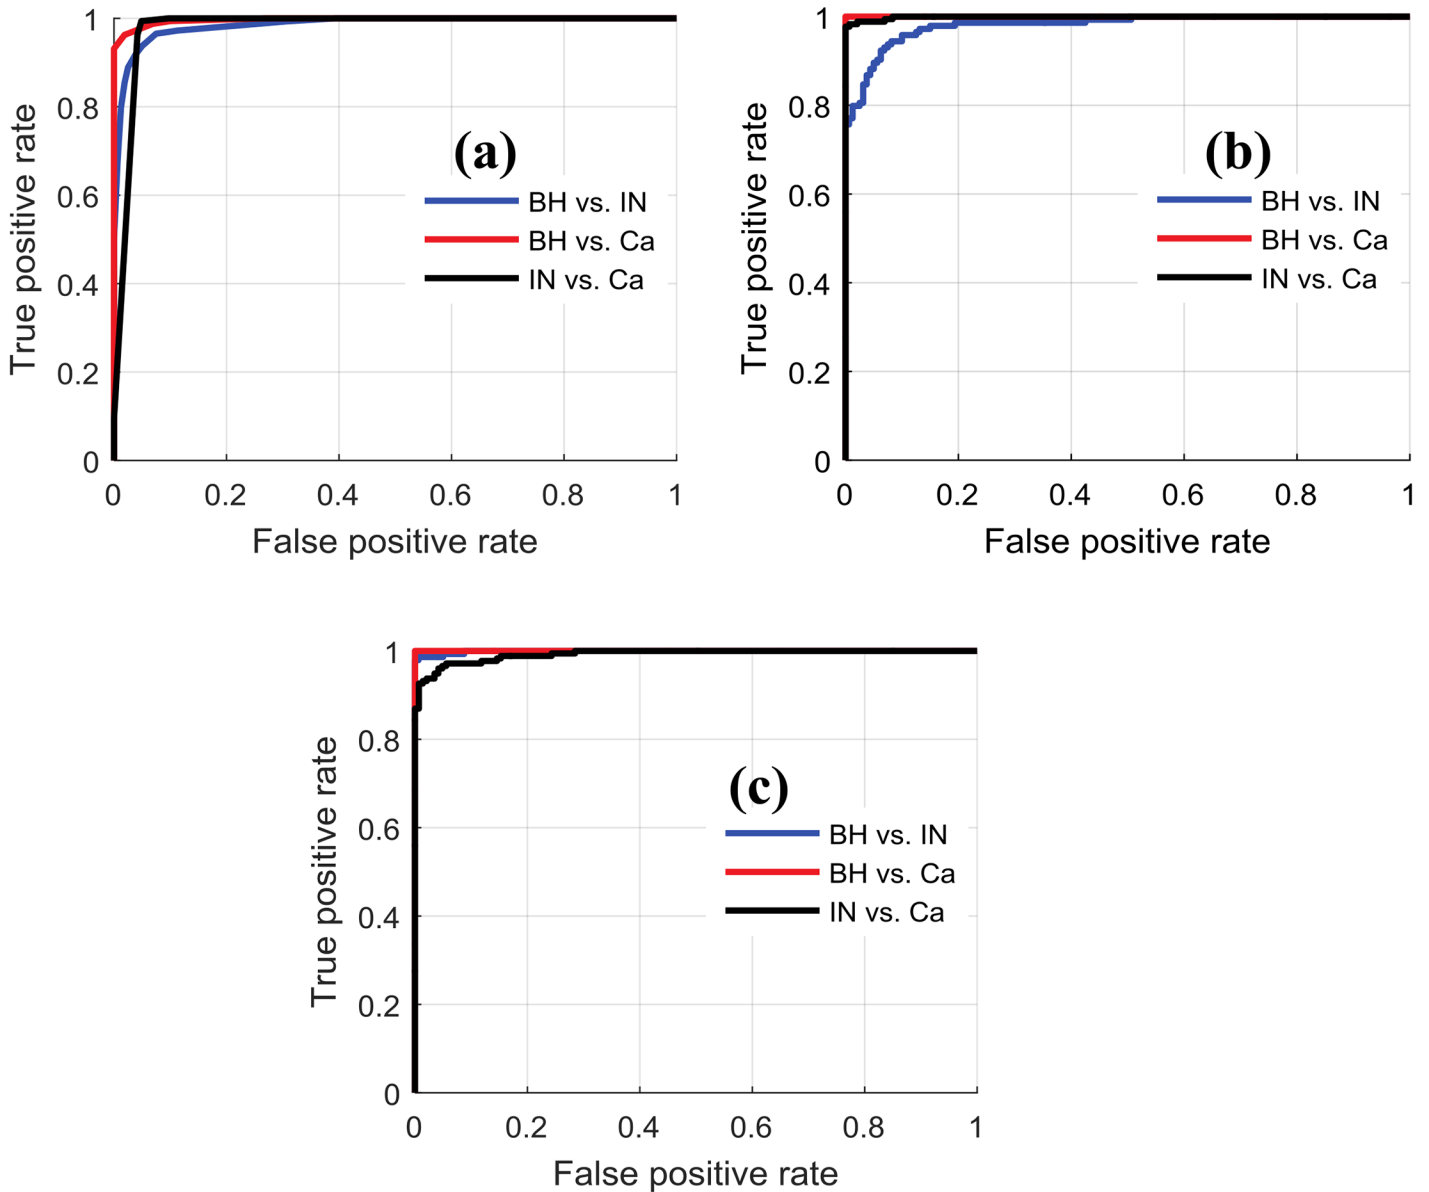 1
0.8
0.6
0.4
0.2
0
True positive rate
(a)
BH vs. IN
BH vs. Ca
IN vs. Ca
0 0.2 0.4 0.6 0.8 1
False positive rate
1
0.8
0.6
0.4
0.2
0
True positive rate
(b)
BH vs. IN
BH vs. Ca
IN vs. Ca
0 0.2 0.4 0.6 0.8 1
False positive rate
1
0.8
0.6
0.4
0.2
0
True positive rate
(c)
BH vs. IN
BH vs. Ca
IN vs. Ca
0 0.2 0.4 0.6 0.8 1
False positive rate